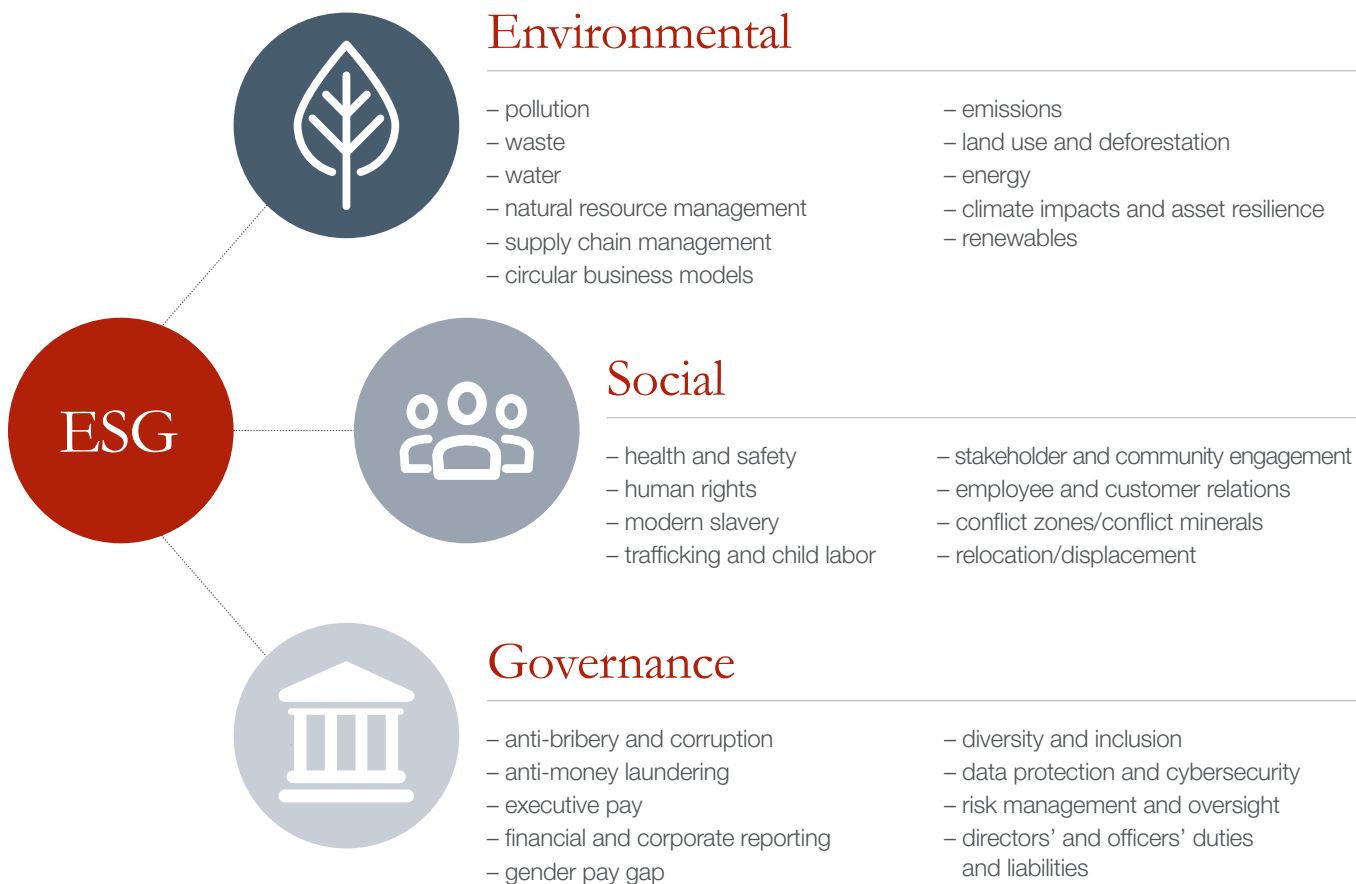 ESG
Environmental
– pollution
– waste
– water
– natural resource management
– supply chain management
– circular business models
– emissions
– land use and deforestation
– energy
– climate impacts and asset resilience
– renewables
Social
– health and safety
– human rights
– modern slavery
– trafficking and child labor
– stakeholder and community engagement
– employee and customer relations
– conflict zones/conflict minerals
– relocation/displacement
Governance
– anti-bribery and corruption
– anti-money laundering
– executive pay
– financial and corporate reporting
– gender pay gap
– diversity and inclusion
– data protection and cybersecurity
– risk management and oversight
– directors’ and officers’ duties
and liabilities